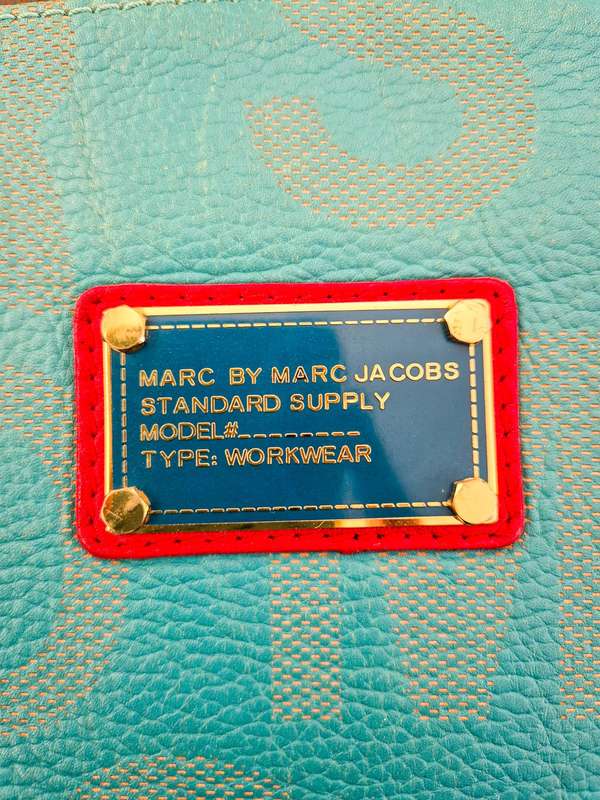 MARC BY MARC JACOBS
STANDARD SUPPLY
MODEL#_________
TYPE: WORKWEAR